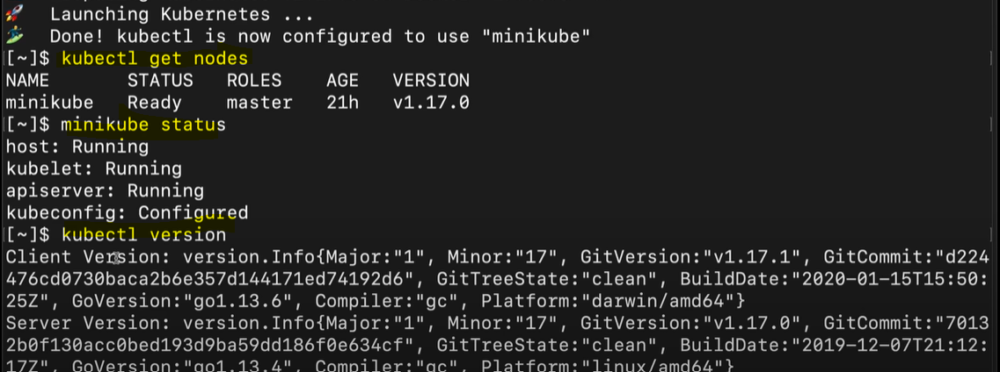 Launching Kubernetes ...
Done! kubectl is now configured to use "minikube"
[~]$ kubectl get nodes
NAME STATUS ROLES AGE VERSION
minikube Ready master 21h v1.17.0
[~]$ minikube status
host: Running
kubelet: Running
apiserver: Running
kubeconfig: Configured
[~]$ kubectl version
Client Version: version.Info{Major:"1", Minor:"17", GitVersion:"v1.17.1", GitCommit:"d224
476cd0730baca2b6e357d144171ed74192d6", GitTreeState:"clean", BuildDate:"2020-01-15T15:50:
25Z", GoVersion:"go1.13.6", Compiler:"gc", Platform:"darwin/amd64"}
Server Version: version.Info{Major:"1", Minor:"17", GitVersion:"v1.17.0", GitCommit:"7013
2b0f130acc0bed193d9ba59dd186f0e634cf", GitTreeState:"clean", BuildDate:"2019-12-07T21:12:
17Z", GoVersion:"go1.13.4", Compiler:"gc", Platform:"linux/amd64"}